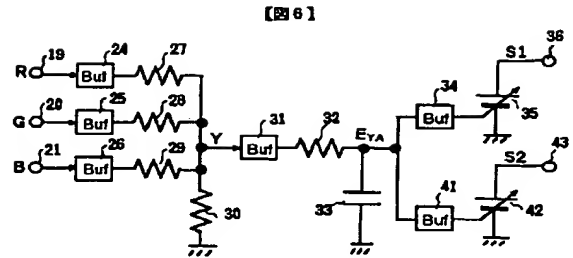 【図6】
19 24 27
R Buf
20 25 28
G Buf
21 26 29
B Buf
Y
30
31 32
Buf
EYA
33
34
Buf
S1 36
35
S2 43
41
Buf
42